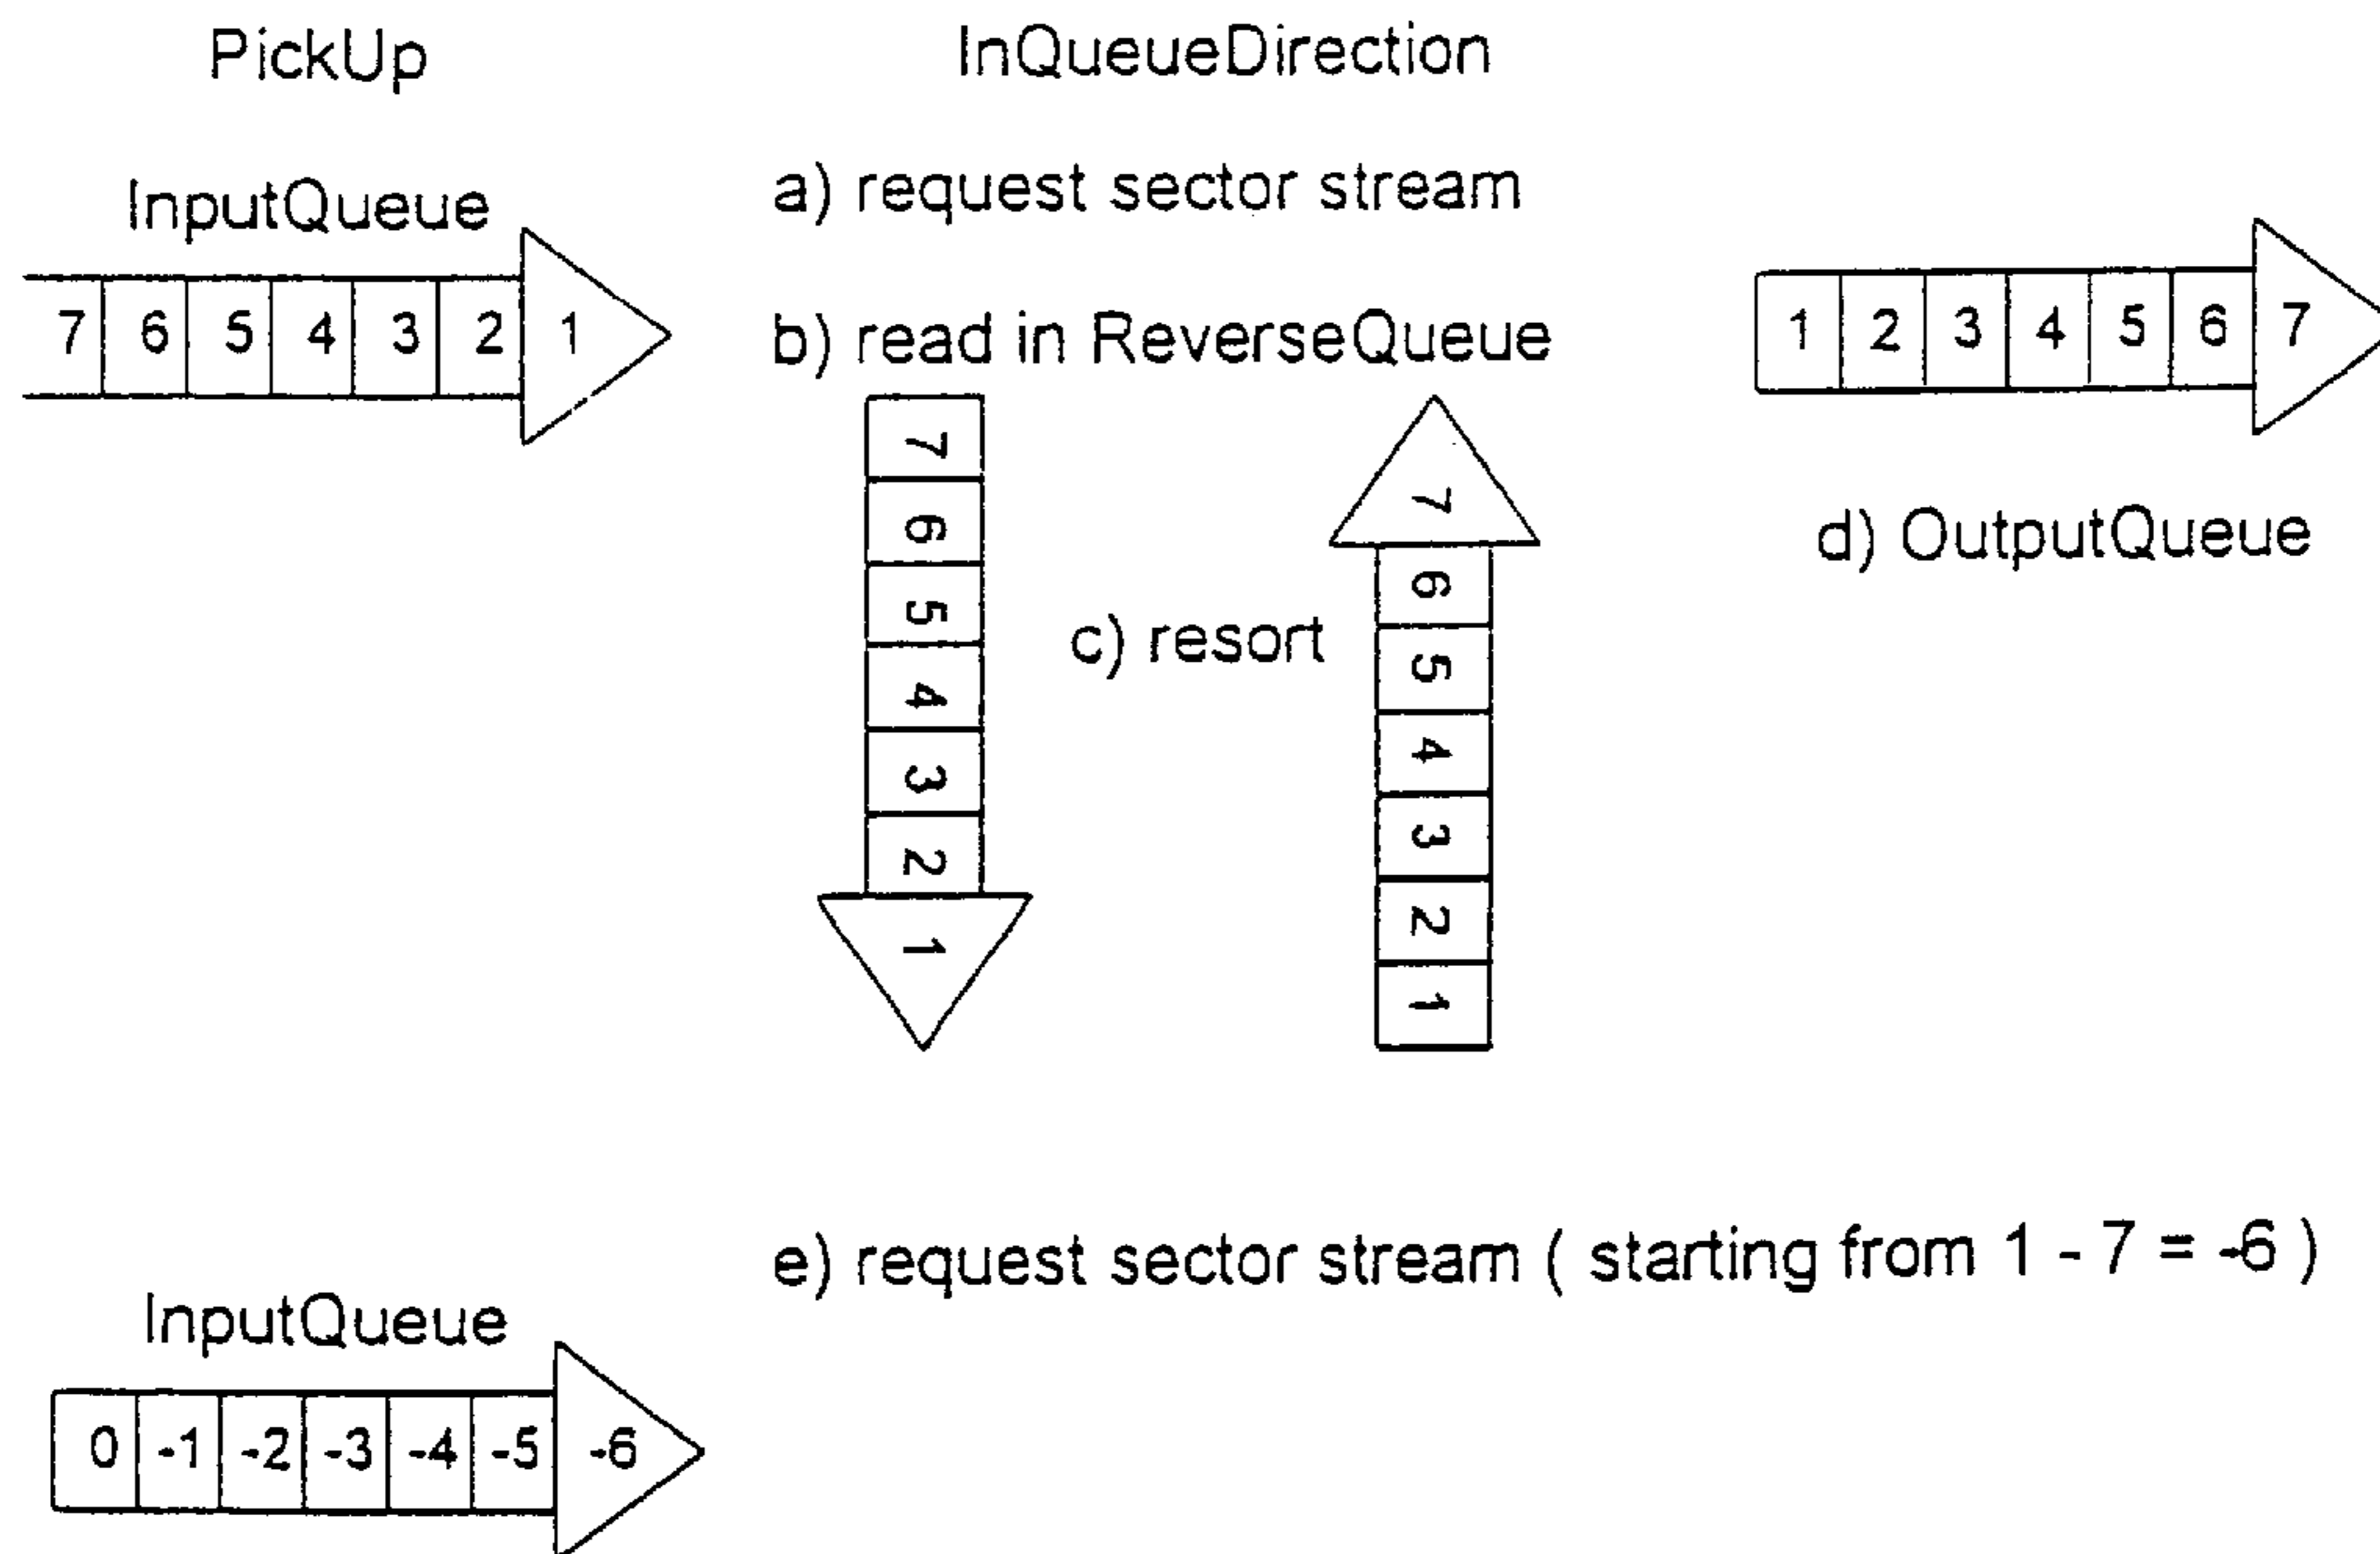 PickUp
InQueueDirection
InputQueue
a) request sector stream
7 6 5 4 3 2 1
b) read in ReverseQueue
1 2 3 4 5 6 7
d) OutputQueue
7
6
5
4
3
2
1
c) resort
7
6
5
4
3
2
1
e) request sector stream ( starting from 1 - 7 = -6 )
InputQueue
0 -1 -2 -3 -4 -5 -6